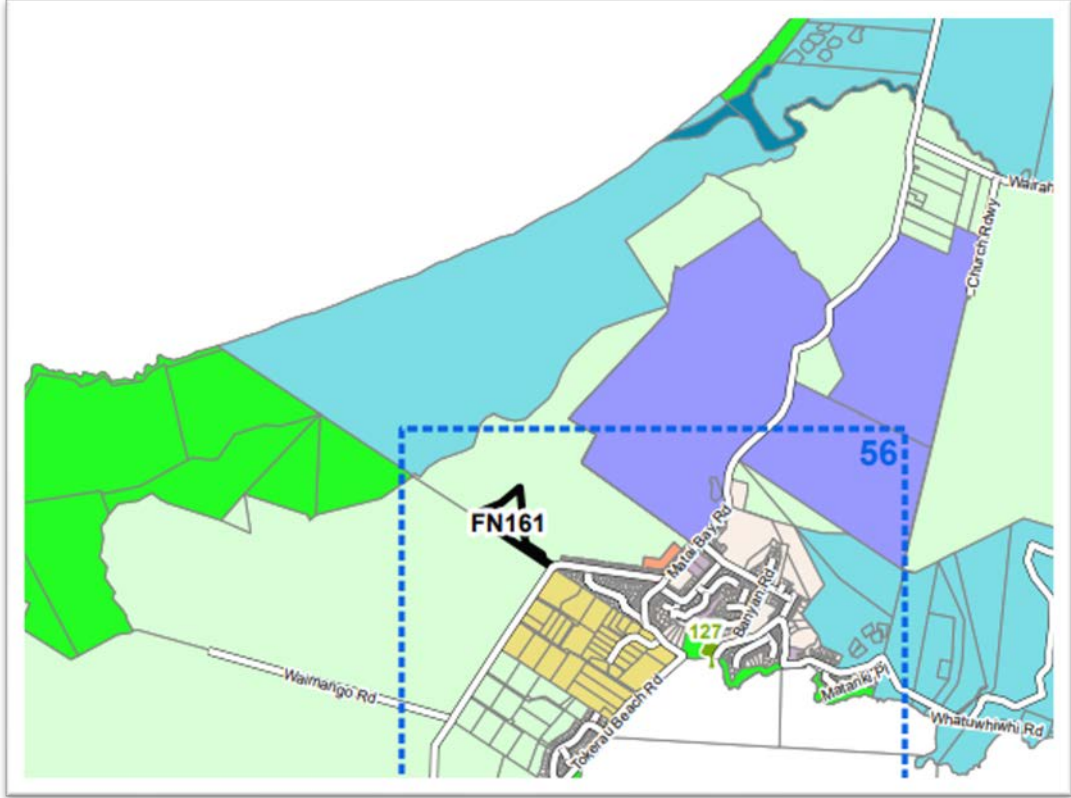 Wairah
Church Rdwy
56
FN161
Matai Bay Rd
Banyan Rd
127
Matariki Pl
Waimango Rd
Whatuwhiwhi Rd
Tokerau Beach Rd